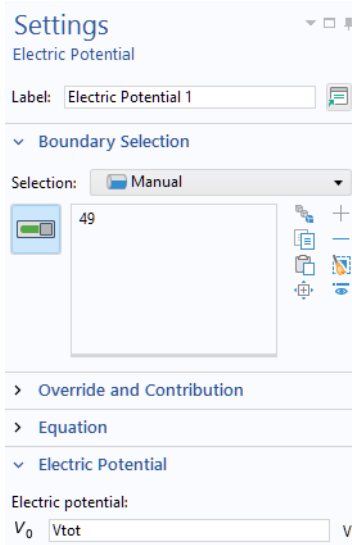 Settings
Electric Potential
Label: Electric Potential 1
Boundary Selection
Selection: Manual
49
Override and Contribution
Equation
Electric Potential
Electric potential:
V0 Vtot V